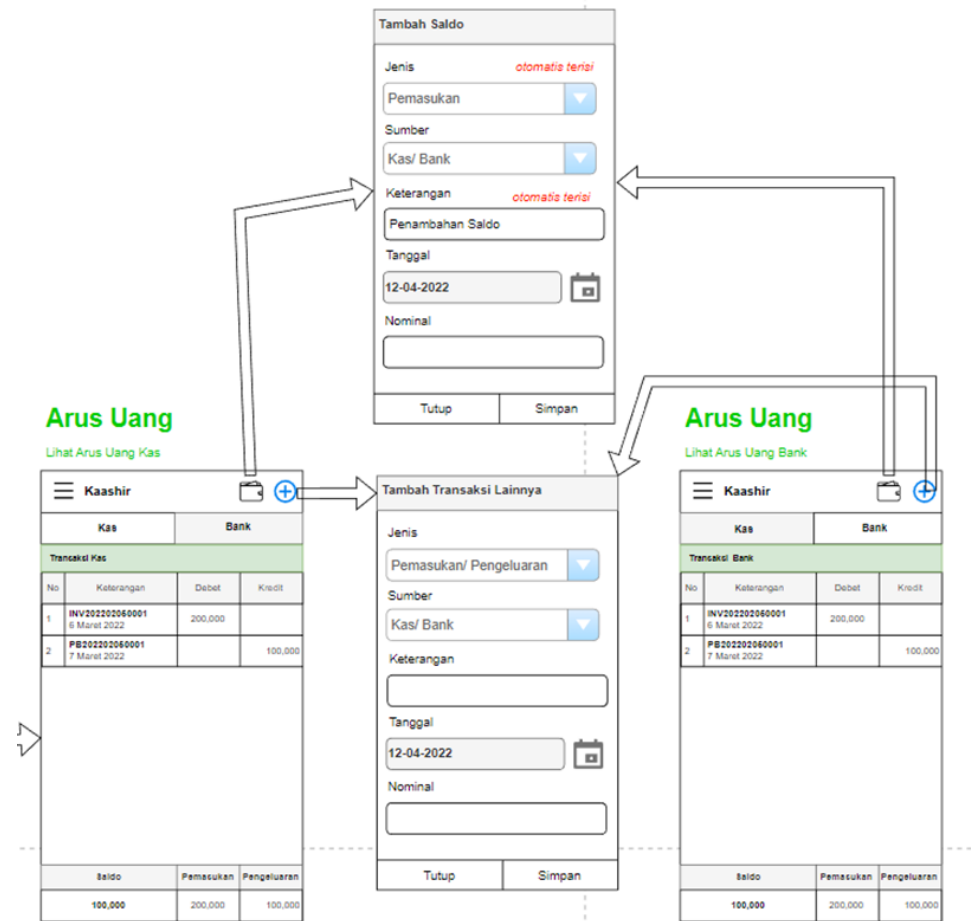 Tambah Saldo
Jenis otomatis terisi
Pemasukan
Sumber
Kas/ Bank
Keterangan otomatis terisi
Penambahan Saldo
Tanggal
12-04-2022
Nominal
Tutup Simpan
Arus Uang
Lihat Arus Uang Kas
Kaashir
Kas Bank
Transaksi Kas
No Keterangan Debet Kredit
1 INV202202060001 200,000
6 Maret 2022
2 PB202202060001 100,000
7 Maret 2022
Saldo Pemasukan Pengeluaran
100,000 200,000 100,000
Tambah Transaksi Lainnya
Jenis
Pemasukan/ Pengeluaran
Sumber
Kas/ Bank
Keterangan
Tanggal
12-04-2022
Nominal
Tutup Simpan
Arus Uang
Lihat Arus Uang Bank
Kaashir
Kas Bank
Transaksi Bank
No Keterangan Debet Kredit
1 INV202202060001 200,000
6 Maret 2022
2 PB202202060001 100,000
7 Maret 2022
Saldo Pemasukan Pengeluaran
100,000 200,000 100,000